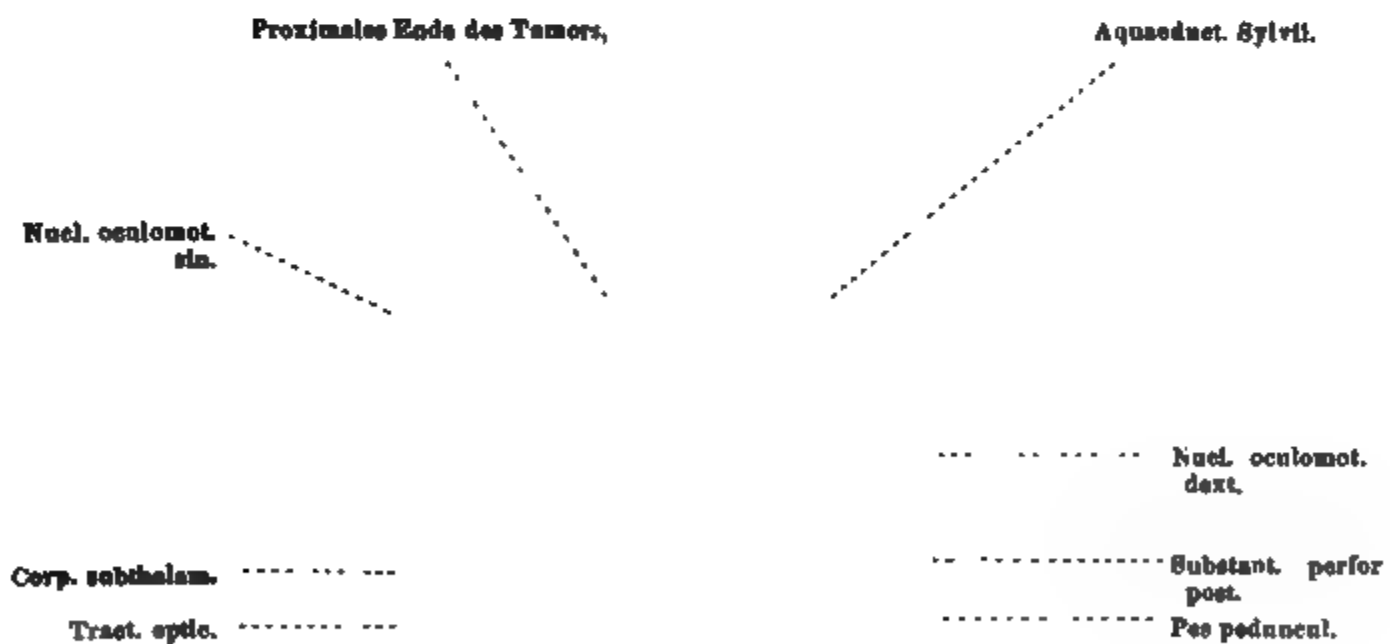 Proximales Ende des Tumors,
Aquaeduct. Sylvii.
Nucl. oculomot.
sin.
Nucl. oculomot.
dext.
Corp. subthalam.
Substant. perfor
post.
Tract. optic.
Pes peduncul.